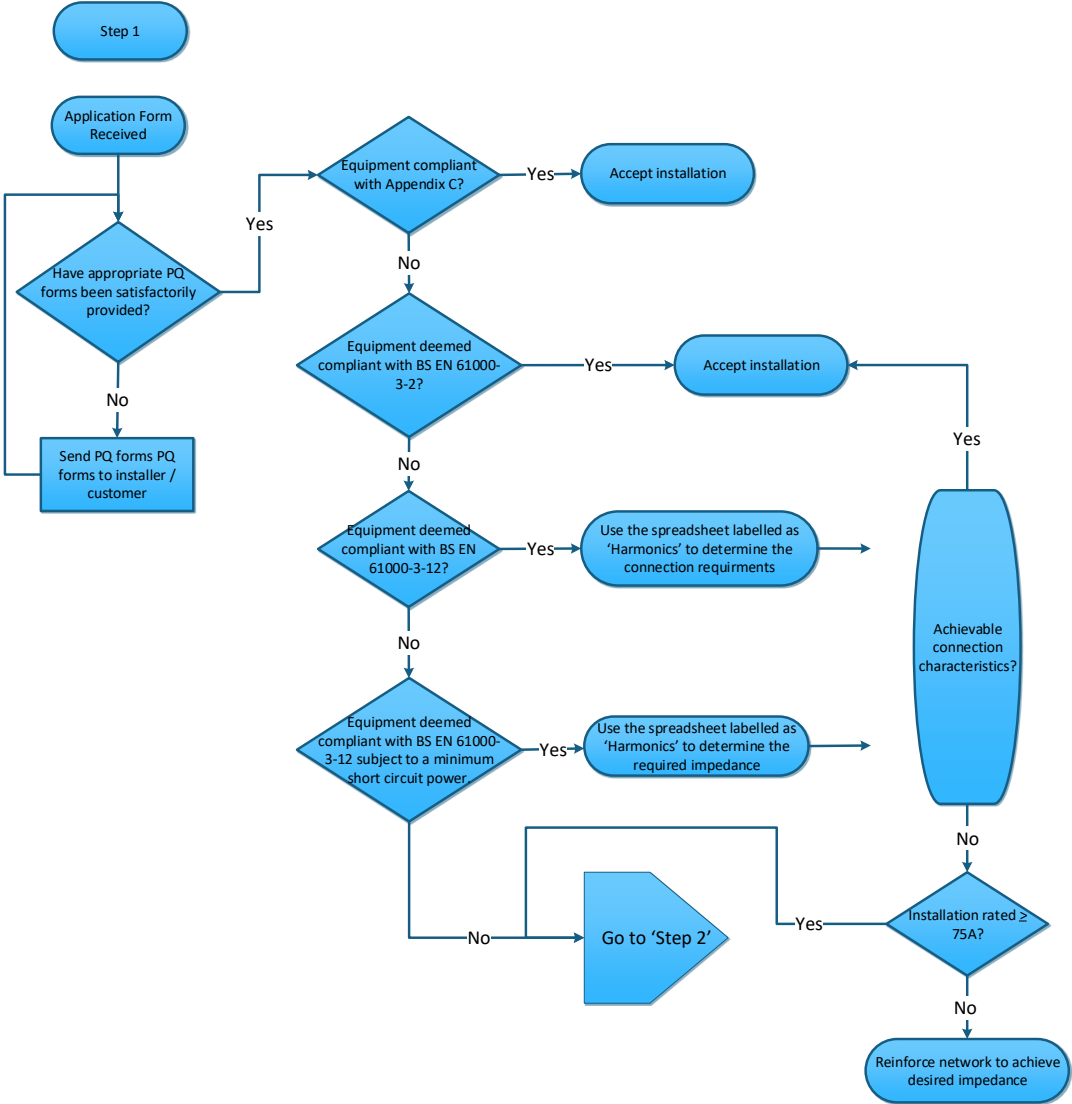 Step 1
Application Form
Received
Have appropriate PQ
forms been satisfactorily
provided?
Yes
No
Send PQ forms PQ
forms to installer /
customer
Equipment compliant
with Appendix C?
Yes
Accept installation
No
Equipment deemed
compliant with BS EN 61000-
3-2?
Yes
Accept installation
No
Equipment deemed
compliant with BS EN
61000-3-12?
Yes
Use the spreadsheet labelled as
‘Harmonics’ to determine the
connection requirments
No
Equipment deemed
compliant with BS EN 61000-
3-12 subject to a minimum
short circuit power.
Yes
Use the spreadsheet labelled as
‘Harmonics’ to determine the
required impedance
No
Go to ‘Step 2’
Yes
Achievable
connection
characteristics?
No
Installation rated ≥
75A?
Yes
No
Reinforce network to achieve
desired impedance